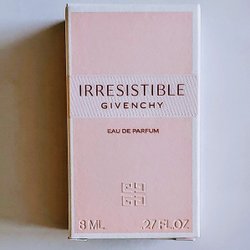 IRRESISTIBLE
GIVENCHY
EAU DE PARFUM
8 ML .27 FL.OZ